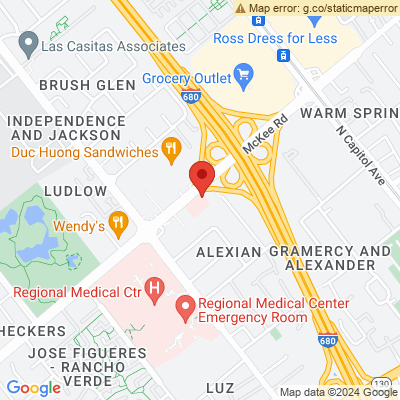 Map error: g.co/staticmaperror
Ross Dress for Less
Las Casitas Associates
Grocery Outlet
BRUSH GLEN
680
WARM SPRIN
INDEPENDENCE
AND JACKSON
McKee Rd
N Capitol Ave
Duc Huong Sandwiches
LUDLOW
Wendy's
ALEXIAN
GRAMERCY AND
ALEXANDER
Regional Medical Ctr
H
Regional Medical Center
Emergency Room
CHECKERS
680
JOSE FIGUERES
- RANCHO
VERDE
LUZ
130
Google
Map data ©2024 Google